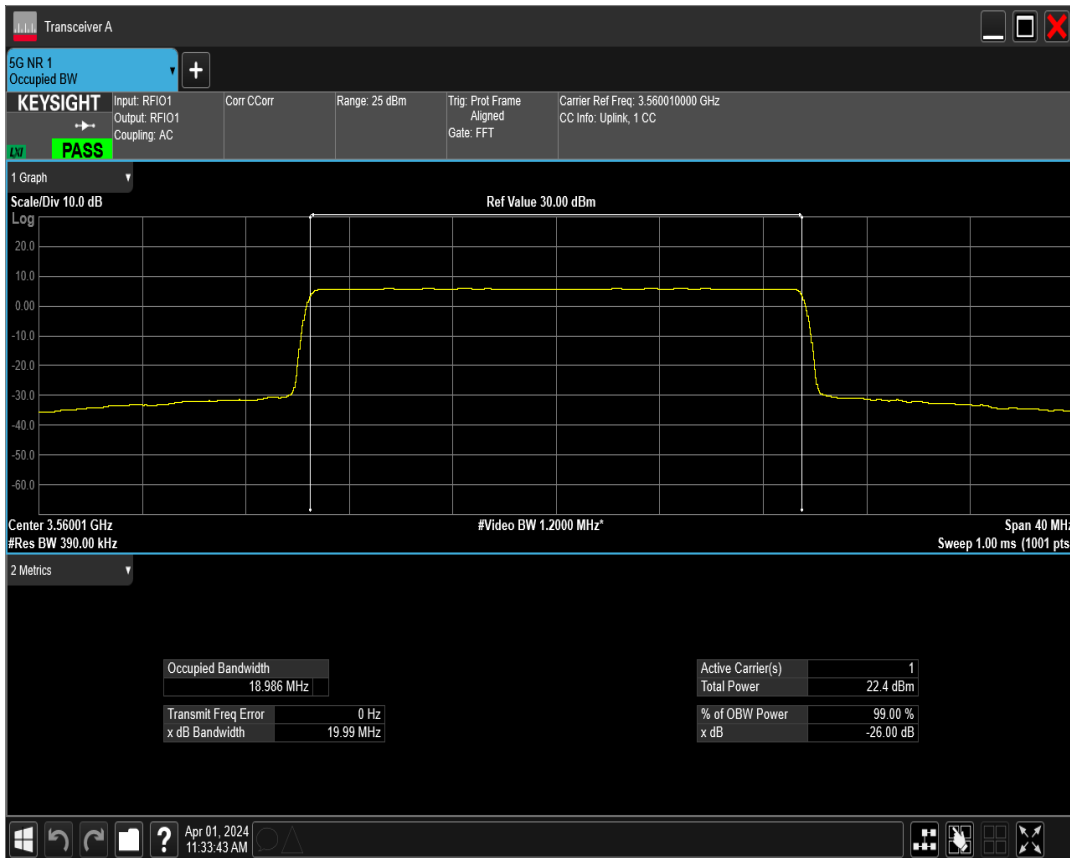 Transceiver A
5G NR 1
Occupied BW
KEYSIGHT
LXI
PASS
Input: RFIO1
Output: RFIO1
Coupling: AC
Corr CCorr
Range: 25 dBm
Trig: Prot Frame
Aligned
Gate: FFT
Carrier Ref Freq: 3.560010000 GHz
CC Info: Uplink, 1 CC
1 Graph
Scale/Div 10.0 dB
Ref Value 30.00 dBm
Log
20.0
10.0
0.00
-10.0
-20.0
-30.0
-40.0
-50.0
-60.0
Center 3.56001 GHz
#Video BW 1.2000 MHz*
Span 40 MHz
#Res BW 390.00 kHz
Sweep 1.00 ms (1001 pts
2 Metrics
Occupied Bandwidth
18.986 MHz
Transmit Freq Error 0 Hz
x dB Bandwidth 19.99 MHz
Active Carrier(s) 1
Total Power 22.4 dBm
% of OBW Power 99.00 %
x dB -26.00 dB
?
Apr 01, 2024
11:33:43 AM